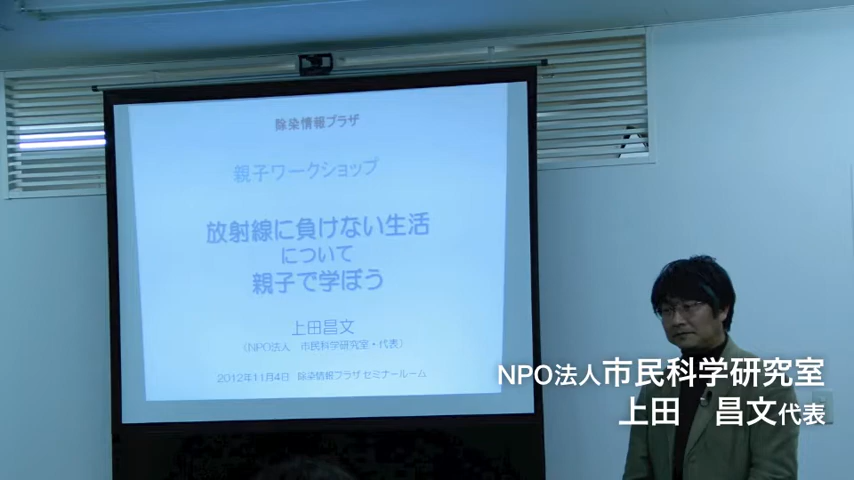 除染情報プラザ
親子ワークショップ
放射線に負けない生活
について
親子で学ぼう
上田昌文
（NPO法人 市民科学研究室・代表）
2012年11月4日 除染情報プラザ セミナールーム
NPO法人市民科学研究室
上田 昌文代表